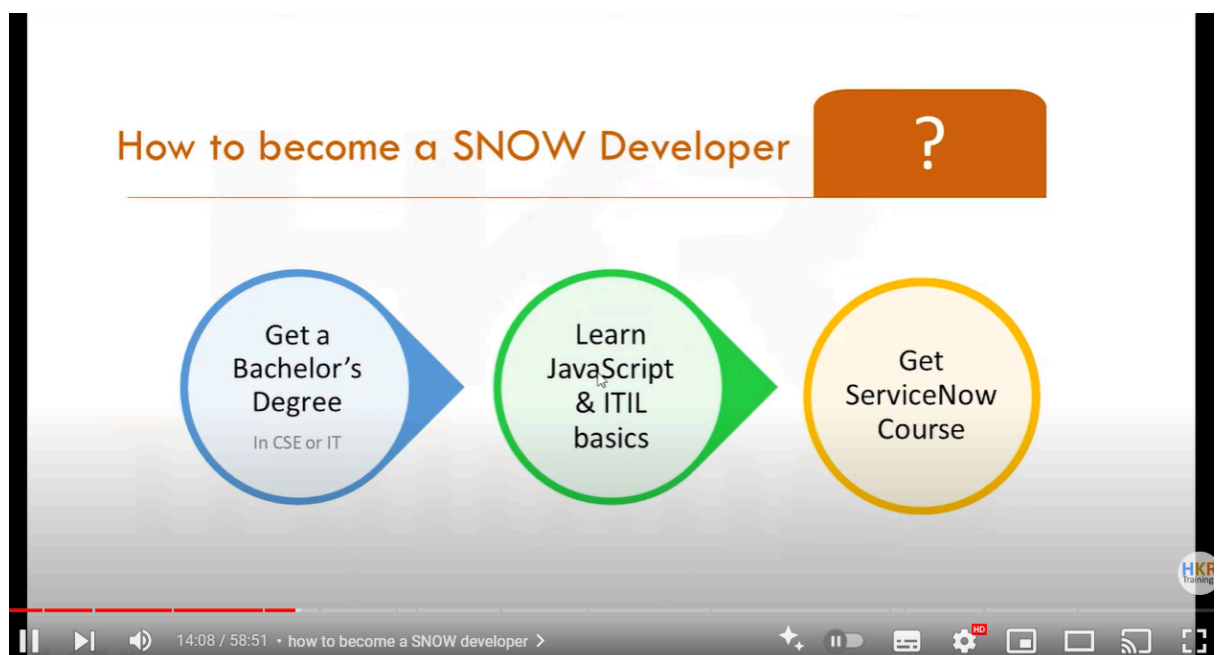 How to become a SNOW Developer
?
Get a
Bachelor's
Degree
In CSE or IT
Learn
JavaScript
& ITIL
basics
Get
ServiceNow
Course
HKR
Training
14:08 / 58:51 • how to become a SNOW developer >
HD